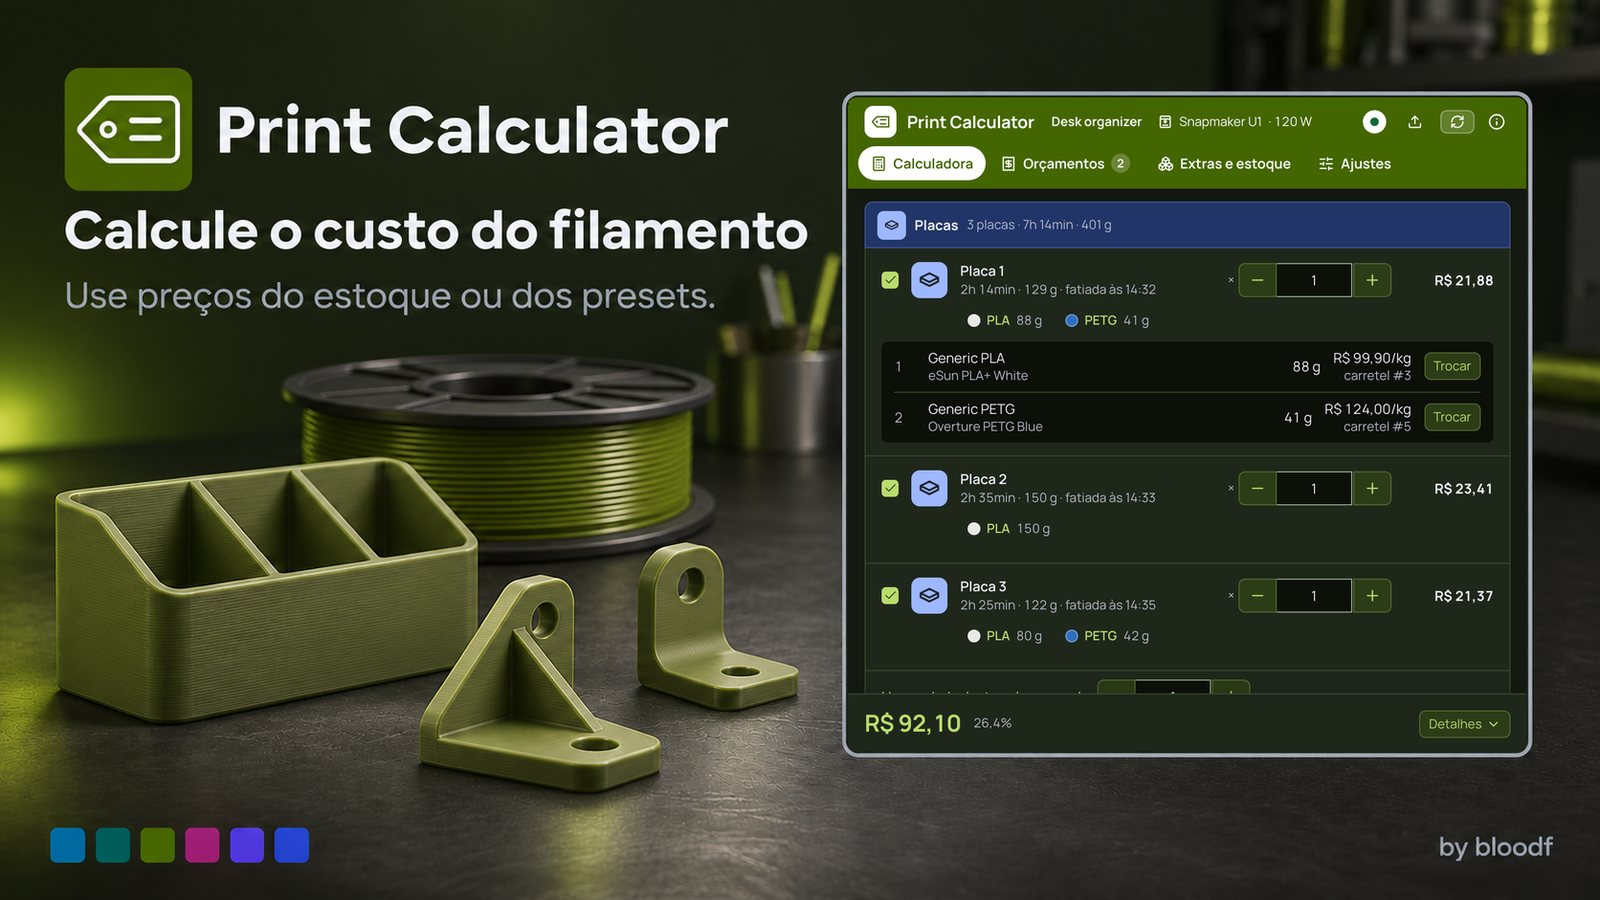 Print Calculator
Calcule o custo do filamento
Use preços do estoque ou dos presets.
Print Calculator Desk organizer Snapmaker U1 · 120 W
Calculadora Orçamentos 2 Extras e estoque Ajustes
Placas 3 placas · 7h 14min · 401 g
Placa 1
2h 14min · 129 g · fatiada às 14:32
× − 1 + R$ 21,88
PLA 88 g PETG 41 g
1 Generic PLA 88 g R$ 99,90/kg Trocar
eSun PLA+ White carretel #3
2 Generic PETG 41 g R$ 124,00/kg Trocar
Overture PETG Blue carretel #5
Placa 2
2h 35min · 150 g · fatiada às 14:33
× − 1 + R$ 23,41
PLA 150 g
Placa 3
2h 25min · 122 g · fatiada às 14:35
× − 1 + R$ 21,37
PLA 80 g PETG 42 g
R$ 92,10 26,4% Detalhes
by bloodf